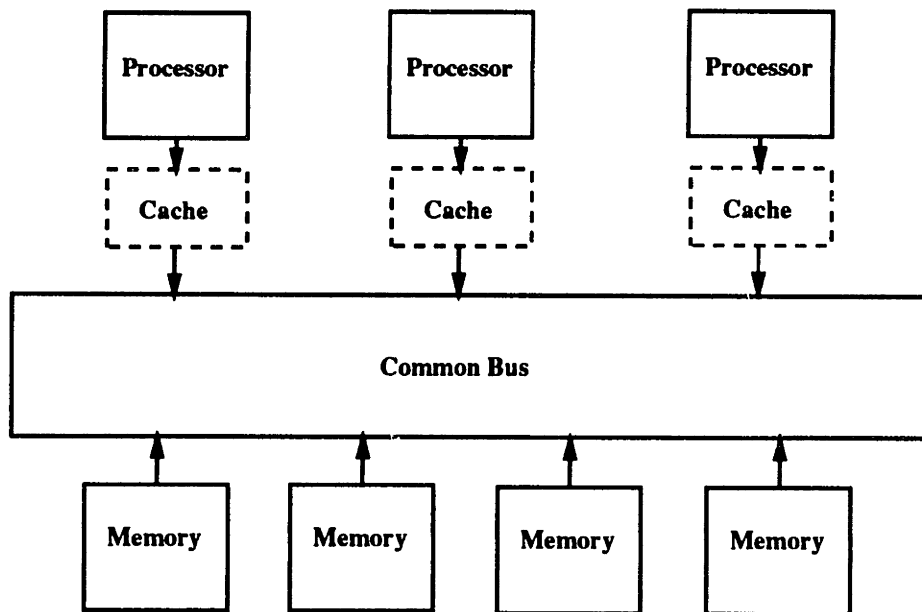 Processor
Processor
Processor
Cache
Cache
Cache
Common Bus
Memory
Memory
Memory
Memory